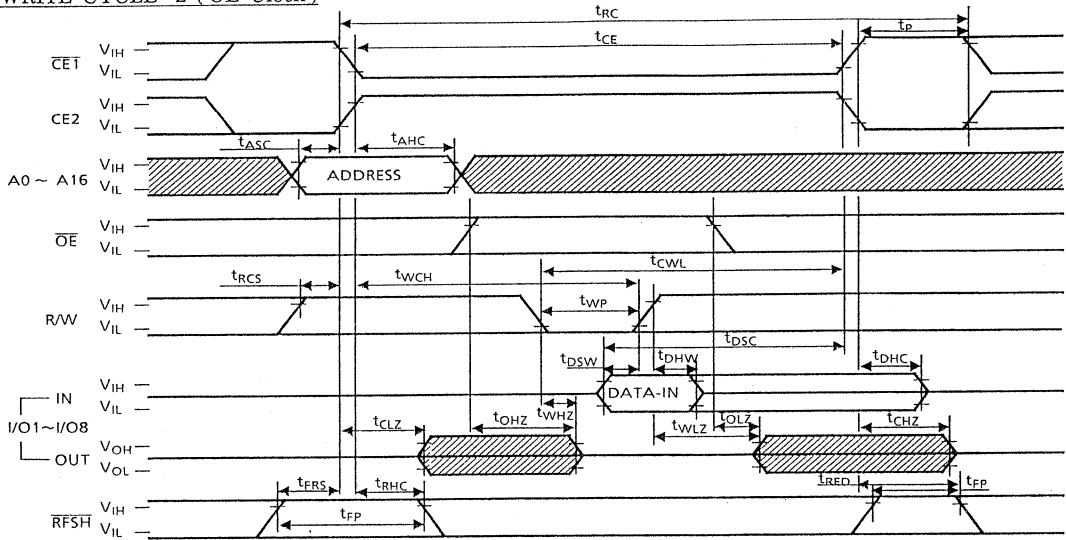 WRITE CYCLE 2 (CE Clock)
tRC
tCE
tP
CE1 VIH
VIL
CE2 VIH
VIL
tASC
tAHC
A0 ~ A16 VIH
VIL
ADDRESS
OE VIH
VIL
tCWL
tRCS
tWCH
tWP
R/W VIH
VIL
tDSC
tDSW
tDHW
tDHC
IN VIH
VIL
DATA-IN
I/O1~I/O8
tWHZ
tCLZ
tOHZ
tOLZ
tWLZ
tCHZ
OUT VOH
VOL
tFRS
tRHC
tRED
tFP
tFP
RFSH VIH
VIL